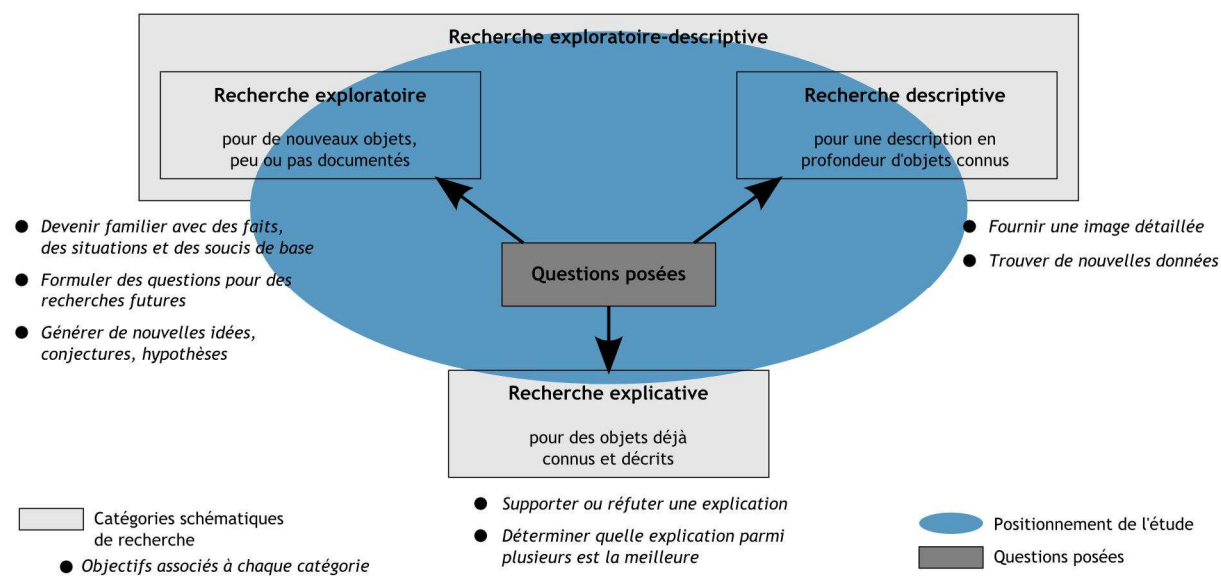 Recherche exploratoire-descriptive
Recherche exploratoire
pour de nouveaux objets,
peu ou pas documentés
Recherche descriptive
pour une description en
profondeur d'objets connus
● Devenir familier avec des faits,
des situations et des soucis de base
● Formuler des questions pour des
recherches futures
● Générer de nouvelles idées,
conjectures, hypothèses
Questions posées
● Fournir une image détaillée
● Trouver de nouvelles données
Recherche explicative
pour des objets déjà
connus et décrits
● Supporter ou réfuter une explication
● Déterminer quelle explication parmi
plusieurs est la meilleure
Catégories schématiques
de recherche
● Objectifs associés à chaque catégorie
Positionnement de l'étude
Questions posées